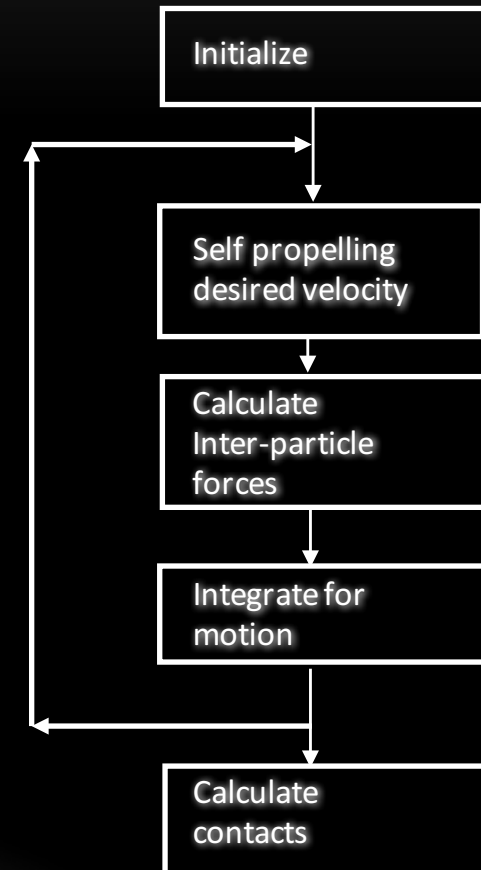 Initialize
Self propelling
desired velocity
Calculate
Inter-particle
forces
Integrate for
motion
Calculate
contacts